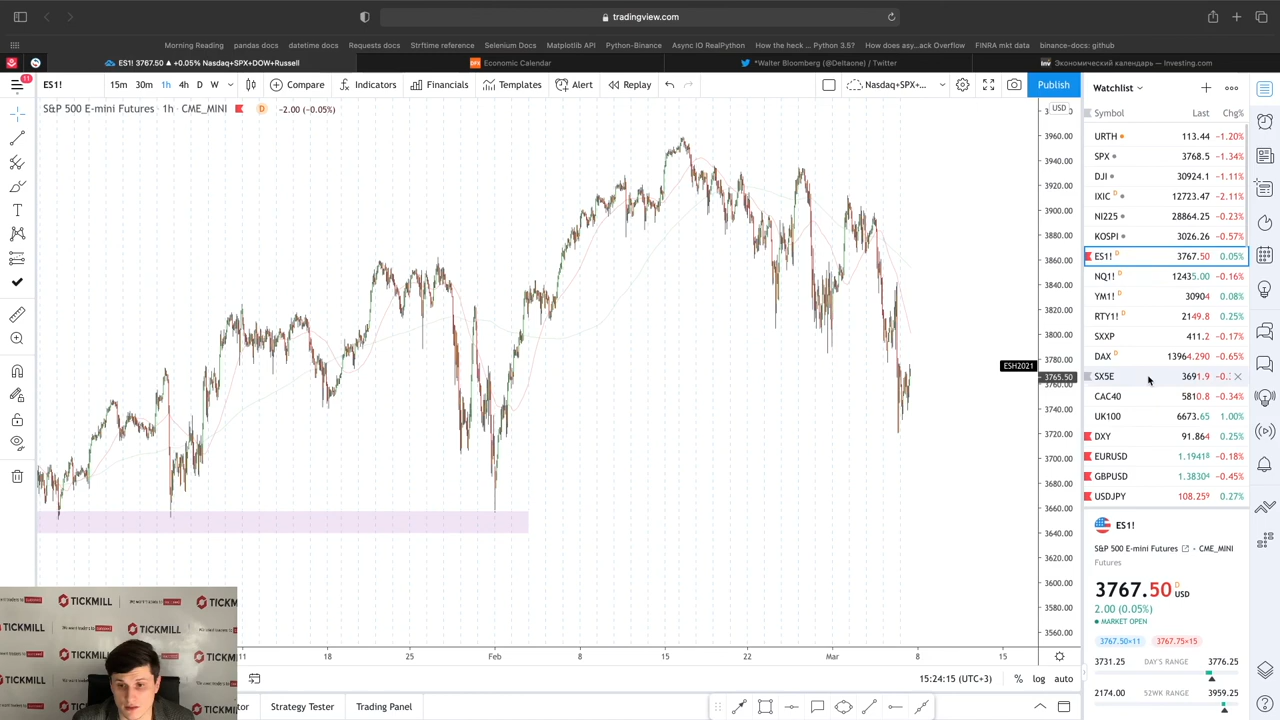 tradingview.com
Morning Reading pandas docs datetime docs Requests docs Strftime reference Selenium Docs Matplotlib API Python-Binance Async IO RealPython How the heck ... Python 3.5? How does asy...ack Overflow FINRA mkt data binance-docs: github
ES1! 3767.50 ▲ +0.05% Nasdaq+SPX+DOW+Russell
DFX Economic Calendar
*Walter Bloomberg (@Deltaone) / Twitter
Экономический календарь — Investing.com
11
ES1! 15m 30m 1h 4h D W Compare Indicators Financials Templates Alert Replay Nasdaq+SPX+... Publish
S&P 500 E-mini Futures · 1h · CME_MINI D −2.00 (−0.05%)
USD
3960.00
3940.00
3920.00
3900.00
3880.00
3860.00
3840.00
3820.00
3800.00
3780.00
ESH2021 3765.50
3760.00
3740.00
3720.00
3700.00
3680.00
3660.00
3640.00
3620.00
3600.00
3580.00
3560.00
11 18 25 Feb 8 15 22 Mar 8 15
15:24:15 (UTC+3) % log auto
tor Strategy Tester Trading Panel
Watchlist
Symbol Last Chg%
URTH 113.44 −1.20%
SPX 3768.5 −1.34%
DJI 30924.1 −1.11%
IXIC D 12723.47 −2.11%
NI225 28864.25 −0.23%
KOSPI 3026.26 −0.57%
ES1! D 3767.50 0.05%
NQ1! D 12435.00 −0.16%
YM1! D 30904 0.08%
RTY1! D 2149.8 0.25%
SXXP 411.2 −0.17%
DAX D 13964.290 −0.65%
SX5E 3691.9
CAC40 5810.8 −0.34%
UK100 6673.65 1.00%
DXY 91.864 0.25%
EURUSD 1.19418 −0.18%
GBPUSD 1.38304 −0.45%
USDJPY 108.259 0.27%
ES1!
S&P 500 E-mini Futures · CME_MINI
Futures
3767.50 D USD
2.00 (0.05%)
MARKET OPEN
3767.50×11 3767.75×15
3731.25 DAY'S RANGE 3776.25
2174.00 52WK RANGE 3959.25
TICKMILL
TICKMILL
TICKMILL
TICKMILL
TICKMILL